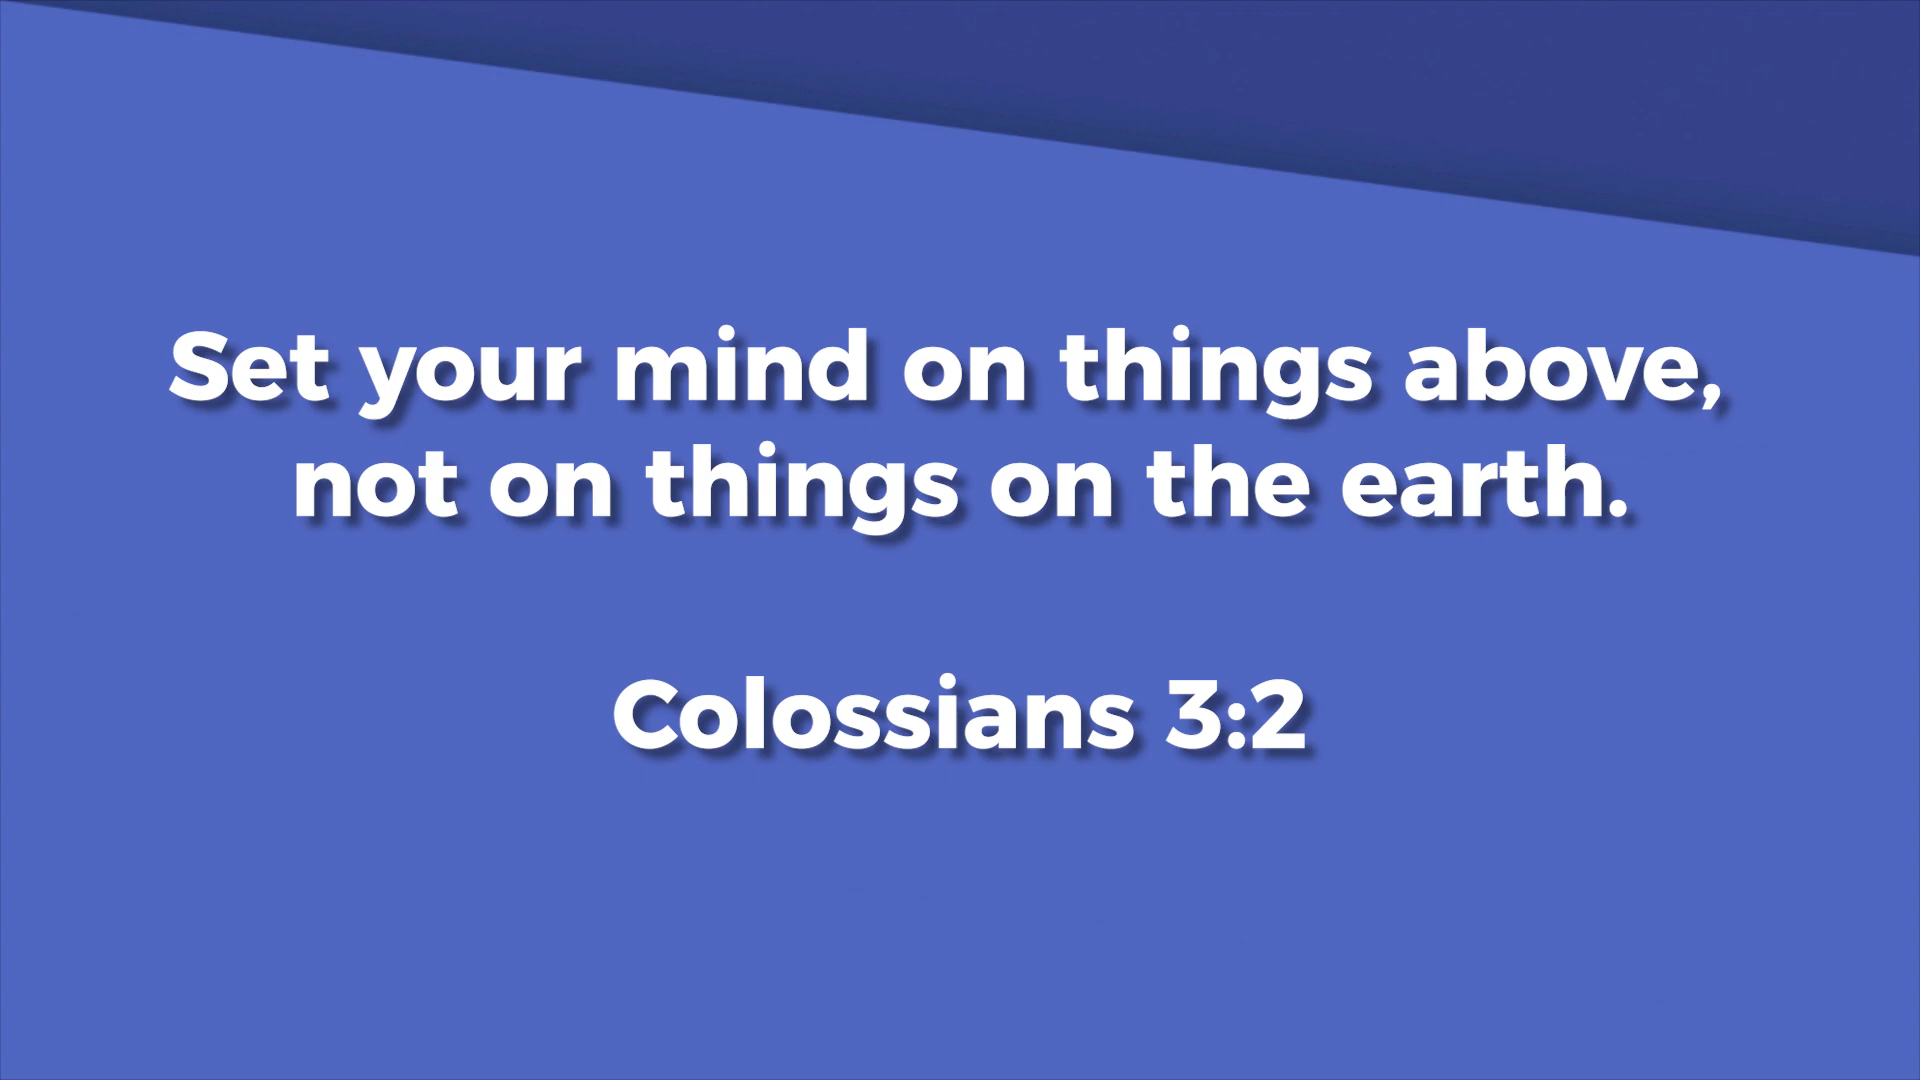 Set your mind on things above,
not on things on the earth.
Colossians 3:2